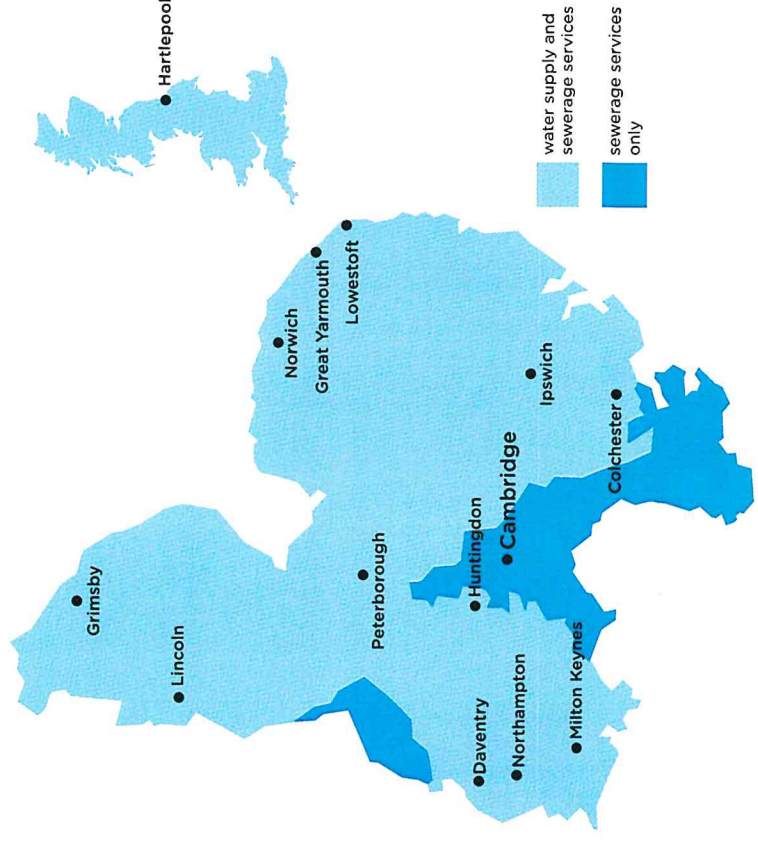 Hartlepool
Grimsby
Lincoln
Norwich
Great Yarmouth
Lowestoft
Peterborough
Huntingdon
Cambridge
Ipswich
Colchester
Daventry
Northampton
Milton Keynes
water supply and
sewerage services
sewerage services
only